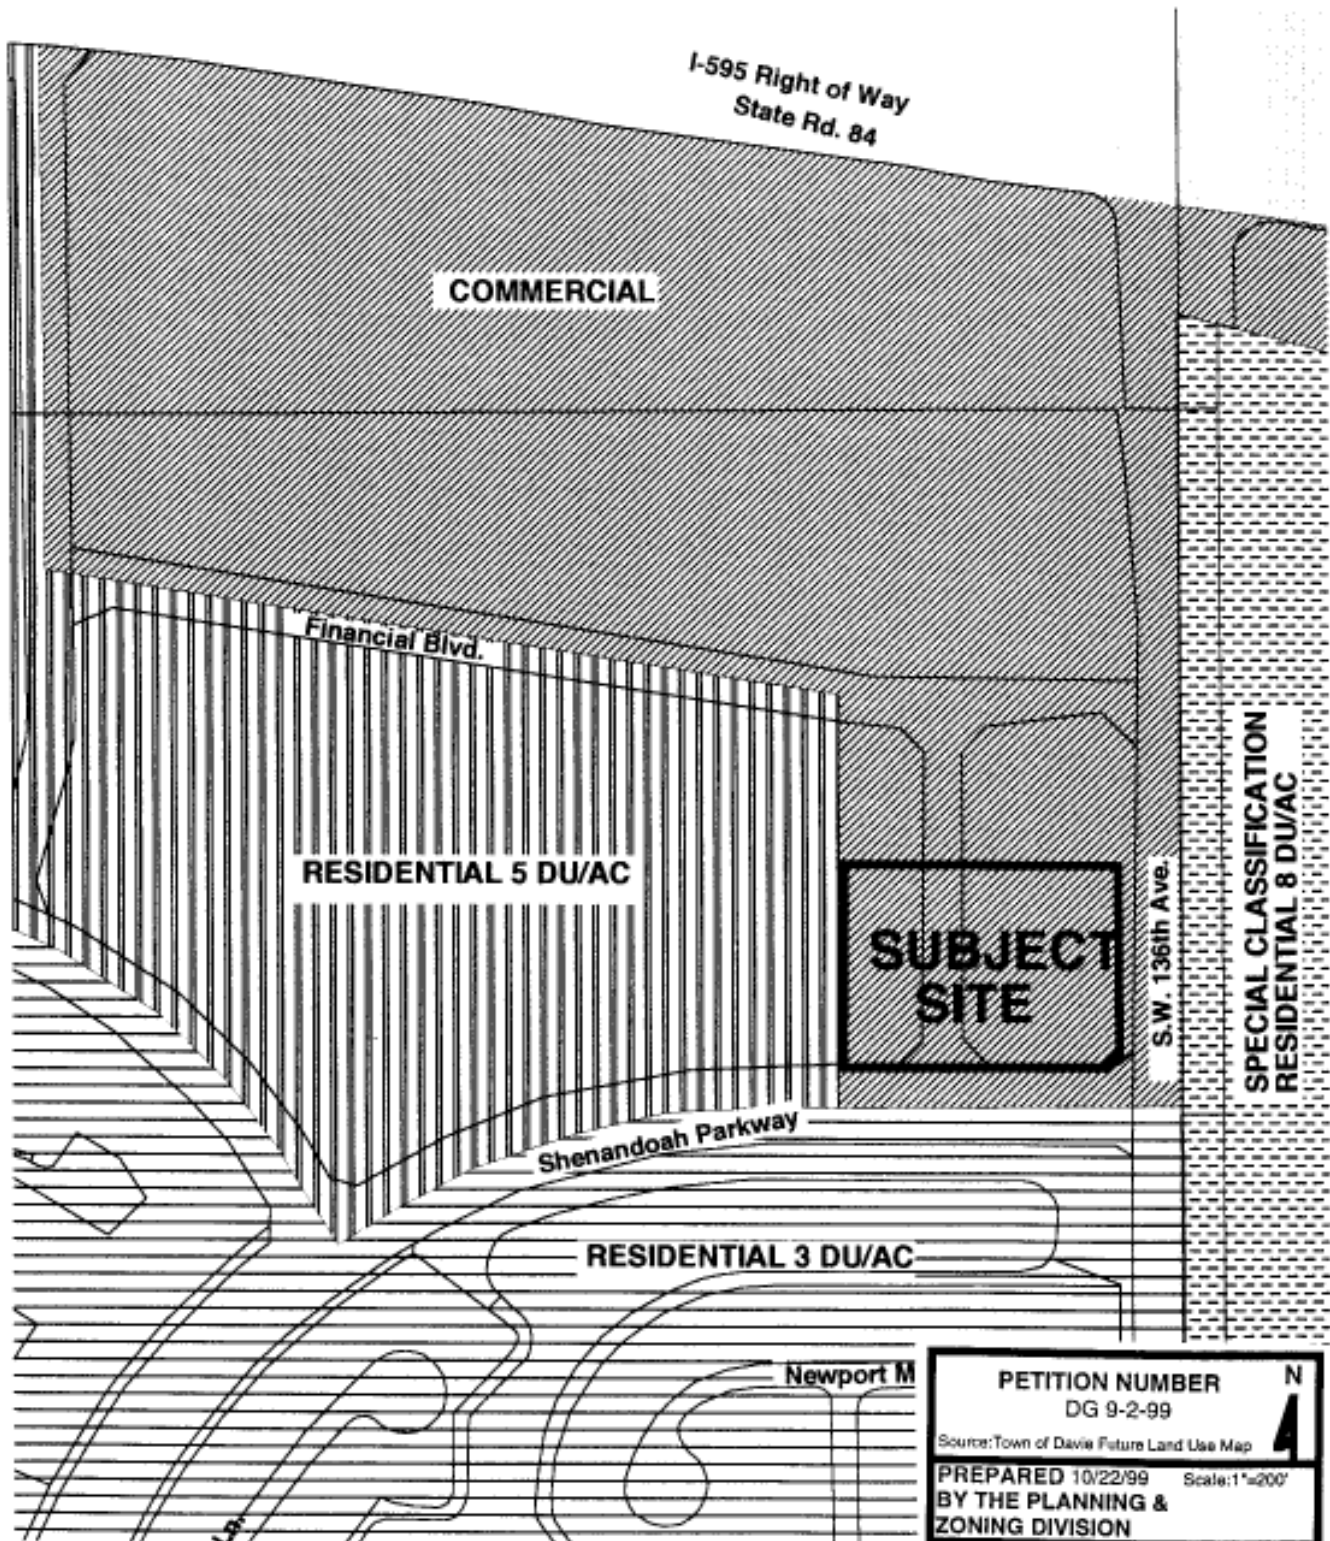 I-595 Right of Way
State Rd. 84
COMMERCIAL
Financial Blvd.
RESIDENTIAL 5 DU/AC
SUBJECT
SITE
S.W. 136th Ave.
SPECIAL CLASSIFICATION
RESIDENTIAL 8 DU/AC
Shenandoah Parkway
RESIDENTIAL 3 DU/AC
Newport M
Ln.
PETITION NUMBER
DG 9-2-99
N
Source:Town of Davie Future Land Use Map
PREPARED 10/22/99 Scale:1"=200'
BY THE PLANNING &
ZONING DIVISION